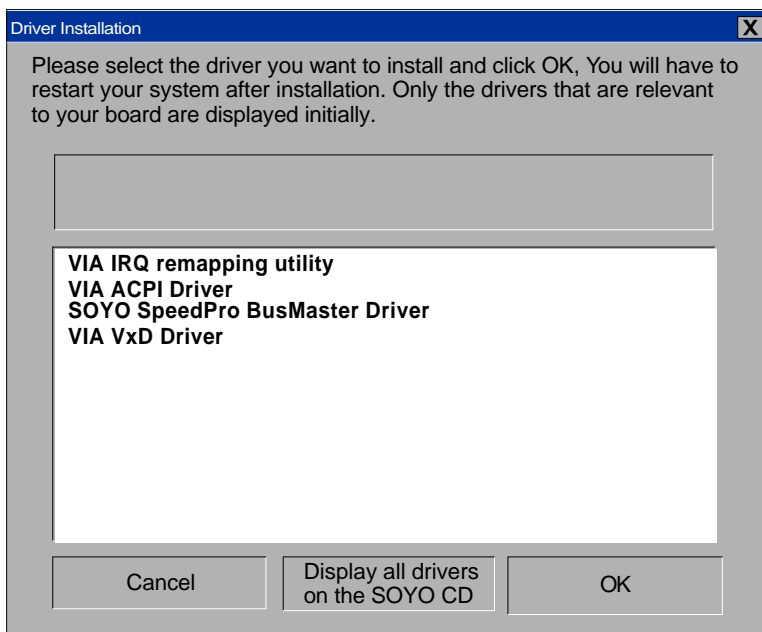 Driver Installation
X
Please select the driver you want to install and click OK, You will have to
restart your system after installation. Only the drivers that are relevant
to your board are displayed initially.
VIA IRQ remapping utility
VIA ACPI Driver
SOYO SpeedPro BusMaster Driver
VIA VxD Driver
Cancel
Display all drivers
on the SOYO CD
OK